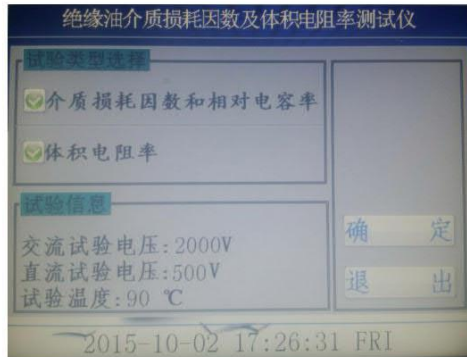 绝缘油介质损耗因数及体积电阻率测试仪
试验类型选择
介质损耗因数和相对电容率
体积电阻率
试验信息
交流试验电压:2000V
直流试验电压:500V
试验温度:90 ℃
确 定
退 出
2015-10-02 17:26:31 FRI